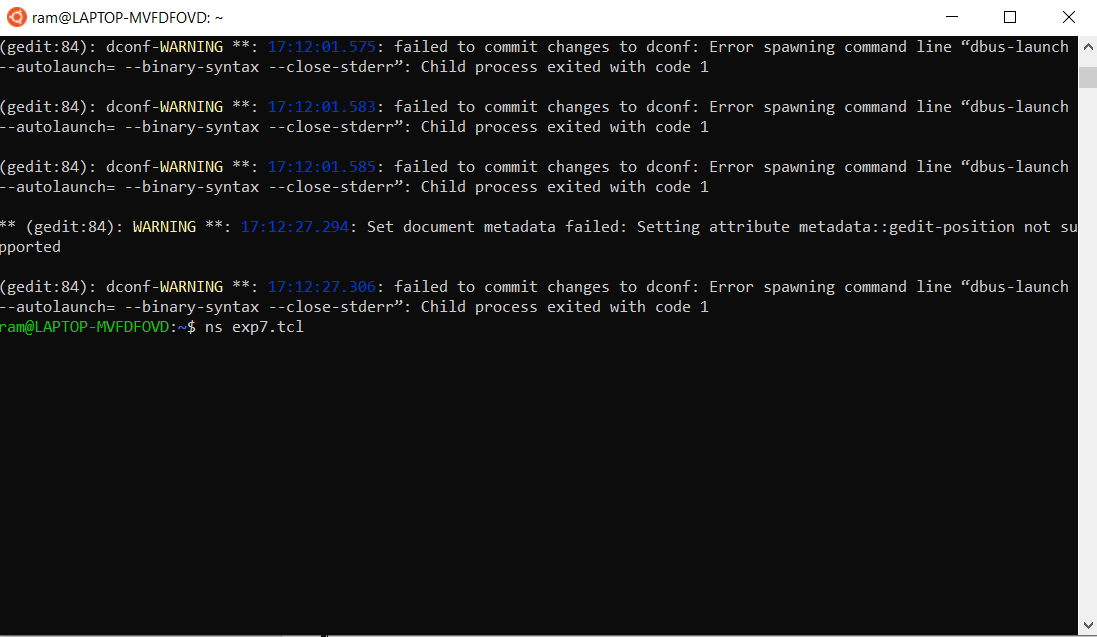 ram@LAPTOP-MVFDFOVD: ~
(gedit:84): dconf-WARNING **: 17:12:01.575: failed to commit changes to dconf: Error spawning command line “dbus-launch
--autolaunch= --binary-syntax --close-stderr”: Child process exited with code 1
(gedit:84): dconf-WARNING **: 17:12:01.583: failed to commit changes to dconf: Error spawning command line “dbus-launch
--autolaunch= --binary-syntax --close-stderr”: Child process exited with code 1
(gedit:84): dconf-WARNING **: 17:12:01.585: failed to commit changes to dconf: Error spawning command line “dbus-launch
--autolaunch= --binary-syntax --close-stderr”: Child process exited with code 1
** (gedit:84): WARNING **: 17:12:27.294: Set document metadata failed: Setting attribute metadata::gedit-position not su
pported
(gedit:84): dconf-WARNING **: 17:12:27.306: failed to commit changes to dconf: Error spawning command line “dbus-launch
--autolaunch= --binary-syntax --close-stderr”: Child process exited with code 1
ram@LAPTOP-MVFDFOVD:~$ ns exp7.tcl